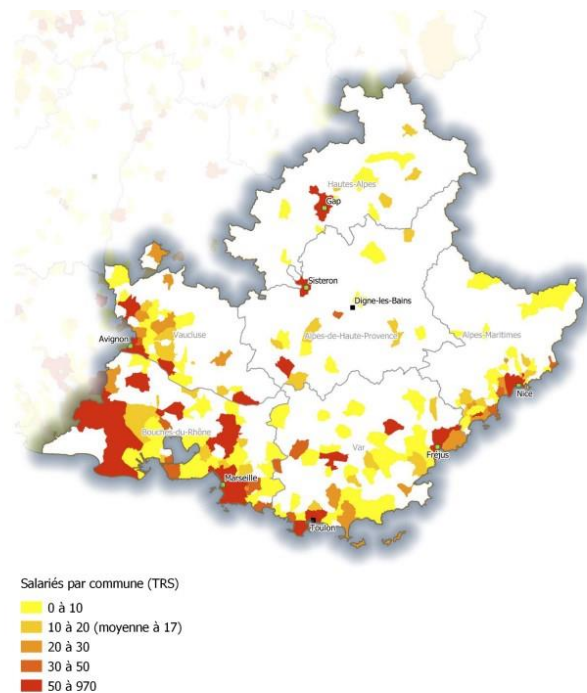 Hautes-Alpes
Gap
Sisteron
Digne-les-Bains
Avignon
Vaucluse
Alpes-de-Haute-Provence
Alpes-Maritimes
Nice
Bouches-du-Rhône
Var
Fréjus
Marseille
Toulon
Salariés par commune (TRS)
0 à 10
10 à 20 (moyenne à 17)
20 à 30
30 à 50
50 à 970